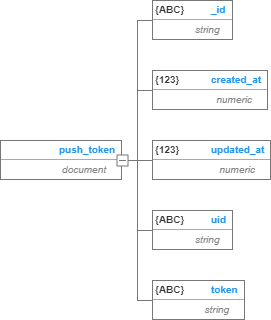 {ABC} _id
string
{123} created_at
numeric
push_token
document
{123} updated_at
numeric
{ABC} uid
string
{ABC} token
string